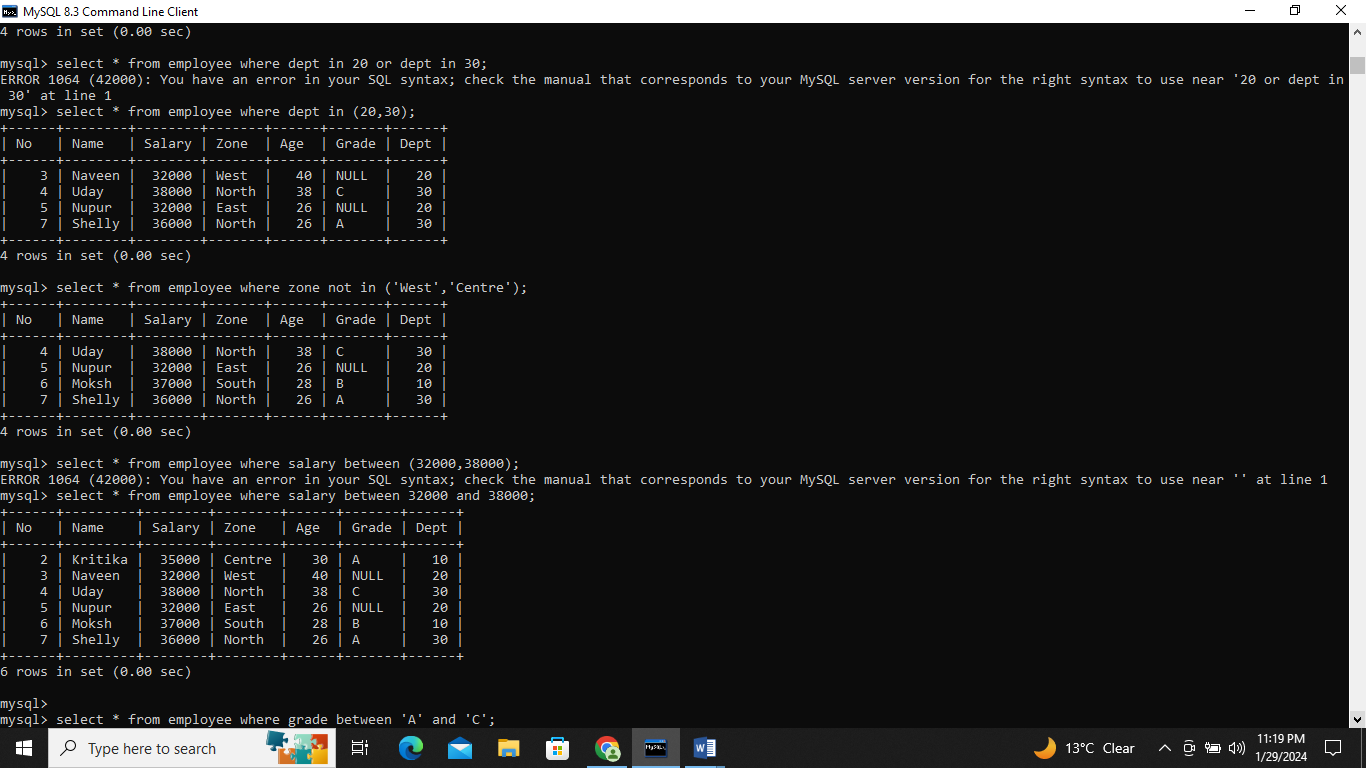 MySQL 8.3 Command Line Client
4 rows in set (0.00 sec)
mysql> select * from employee where dept in 20 or dept in 30;
ERROR 1064 (42000): You have an error in your SQL syntax; check the manual that corresponds to your MySQL server version for the right syntax to use near '20 or dept in
 30' at line 1
mysql> select * from employee where dept in (20,30);
+------+--------+--------+-------+------+-------+------+
| No   | Name   | Salary | Zone  | Age  | Grade | Dept |
+------+--------+--------+-------+------+-------+------+
|    3 | Naveen |  32000 | West  |   40 | NULL  |   20 |
|    4 | Uday   |  38000 | North |   38 | C     |   30 |
|    5 | Nupur  |  32000 | East  |   26 | NULL  |   20 |
|    7 | Shelly |  36000 | North |   26 | A     |   30 |
+------+--------+--------+-------+------+-------+------+
4 rows in set (0.00 sec)
mysql> select * from employee where zone not in ('West','Centre');
+------+--------+--------+-------+------+-------+------+
| No   | Name   | Salary | Zone  | Age  | Grade | Dept |
+------+--------+--------+-------+------+-------+------+
|    4 | Uday   |  38000 | North |   38 | C     |   30 |
|    5 | Nupur  |  32000 | East  |   26 | NULL  |   20 |
|    6 | Moksh  |  37000 | South |   28 | B     |   10 |
|    7 | Shelly |  36000 | North |   26 | A     |   30 |
+------+--------+--------+-------+------+-------+------+
4 rows in set (0.00 sec)
mysql> select * from employee where salary between (32000,38000);
ERROR 1064 (42000): You have an error in your SQL syntax; check the manual that corresponds to your MySQL server version for the right syntax to use near '' at line 1
mysql> select * from employee where salary between 32000 and 38000;
+------+---------+--------+--------+------+-------+------+
| No   | Name    | Salary | Zone   | Age  | Grade | Dept |
+------+---------+--------+--------+------+-------+------+
|    2 | Kritika |  35000 | Centre |   30 | A     |   10 |
|    3 | Naveen  |  32000 | West   |   40 | NULL  |   20 |
|    4 | Uday    |  38000 | North  |   38 | C     |   30 |
|    5 | Nupur   |  32000 | East   |   26 | NULL  |   20 |
|    6 | Moksh   |  37000 | South  |   28 | B     |   10 |
|    7 | Shelly  |  36000 | North  |   26 | A     |   30 |
+------+---------+--------+--------+------+-------+------+
6 rows in set (0.00 sec)
mysql>
mysql> select * from employee where grade between 'A' and 'C';
Type here to search
13°C Clear
11:19 PM
1/29/2024